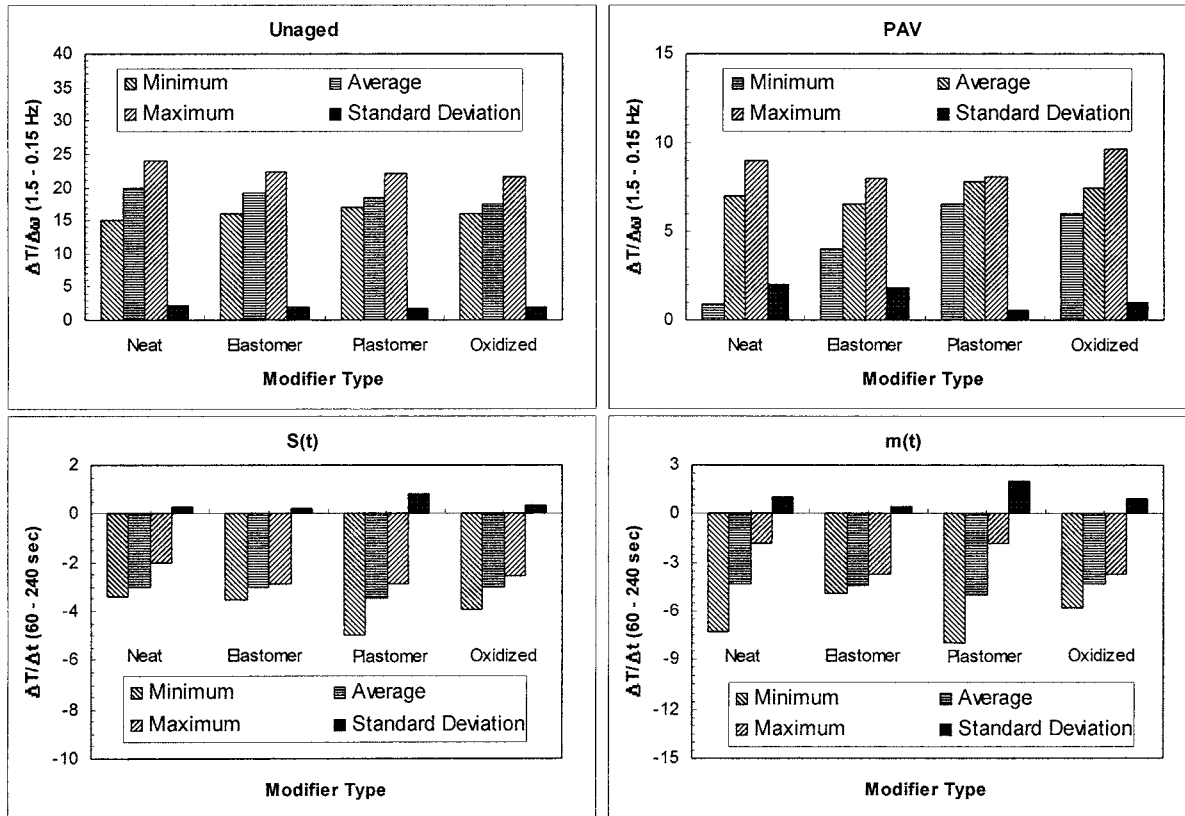 Unaged
40
35
30
25
20
15
10
5
0
ΔT/Δω (1.5 - 0.15 Hz)
Minimum
Average
Maximum
Standard Deviation
Neat
Elastomer
Plastomer
Oxidized
Modifier Type
PAV
15
10
5
0
ΔT/Δω (1.5 - 0.15 Hz)
Minimum
Average
Maximum
Standard Deviation
Neat
Elastomer
Plastomer
Oxidized
Modifier Type
S(t)
2
0
-2
-4
-6
-8
-10
ΔT/Δt (60 - 240 sec)
Neat
Elastomer
Plastomer
Oxidized
Minimum
Average
Maximum
Standard Deviation
Modifier Type
m(t)
3
0
-3
-6
-9
-12
-15
ΔT/Δt (60 - 240 sec)
Neat
Elastomer
Plastomer
Oxidized
Minimum
Average
Maximum
Standard Deviation
Modifier Type